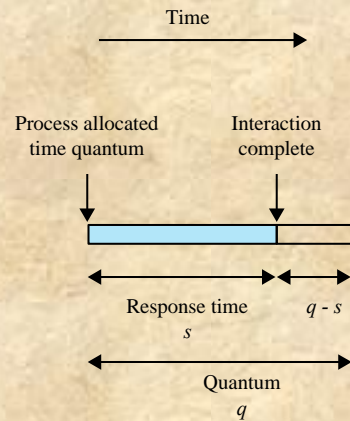 Time
Process allocated
time quantum
Interaction
complete
Response time
s
q - s
Quantum
q